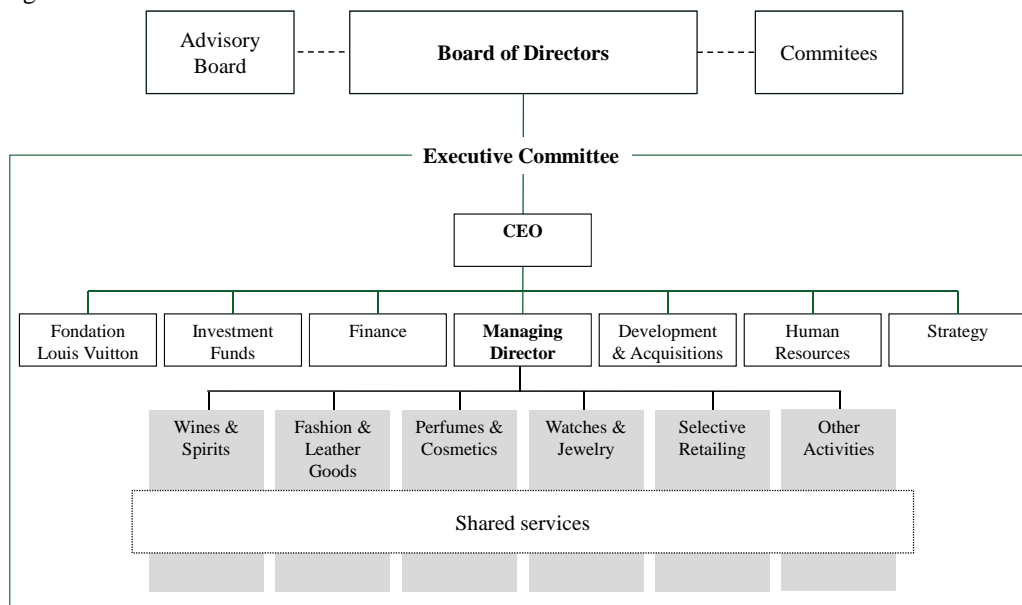 Advisory
Board
Board of Directors
Commitees
Executive Committee
CEO
Fondation
Louis Vuitton
Investment
Funds
Finance
Managing
Director
Development
& Acquisitions
Human
Resources
Strategy
Wines &
Spirits
Fashion &
Leather
Goods
Perfumes &
Cosmetics
Watches &
Jewelry
Selective
Retailing
Other
Activities
Shared services